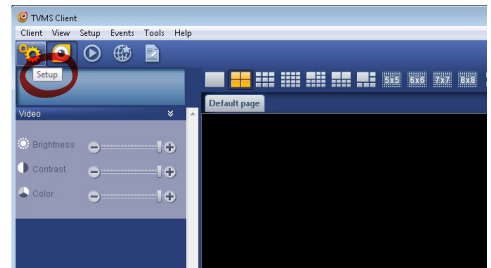 TVMS Client
Client View Setup Events Tools Help
Setup
5x5 6x6 7x7 8x8
Default page
Video
Brightness
Contrast
Color